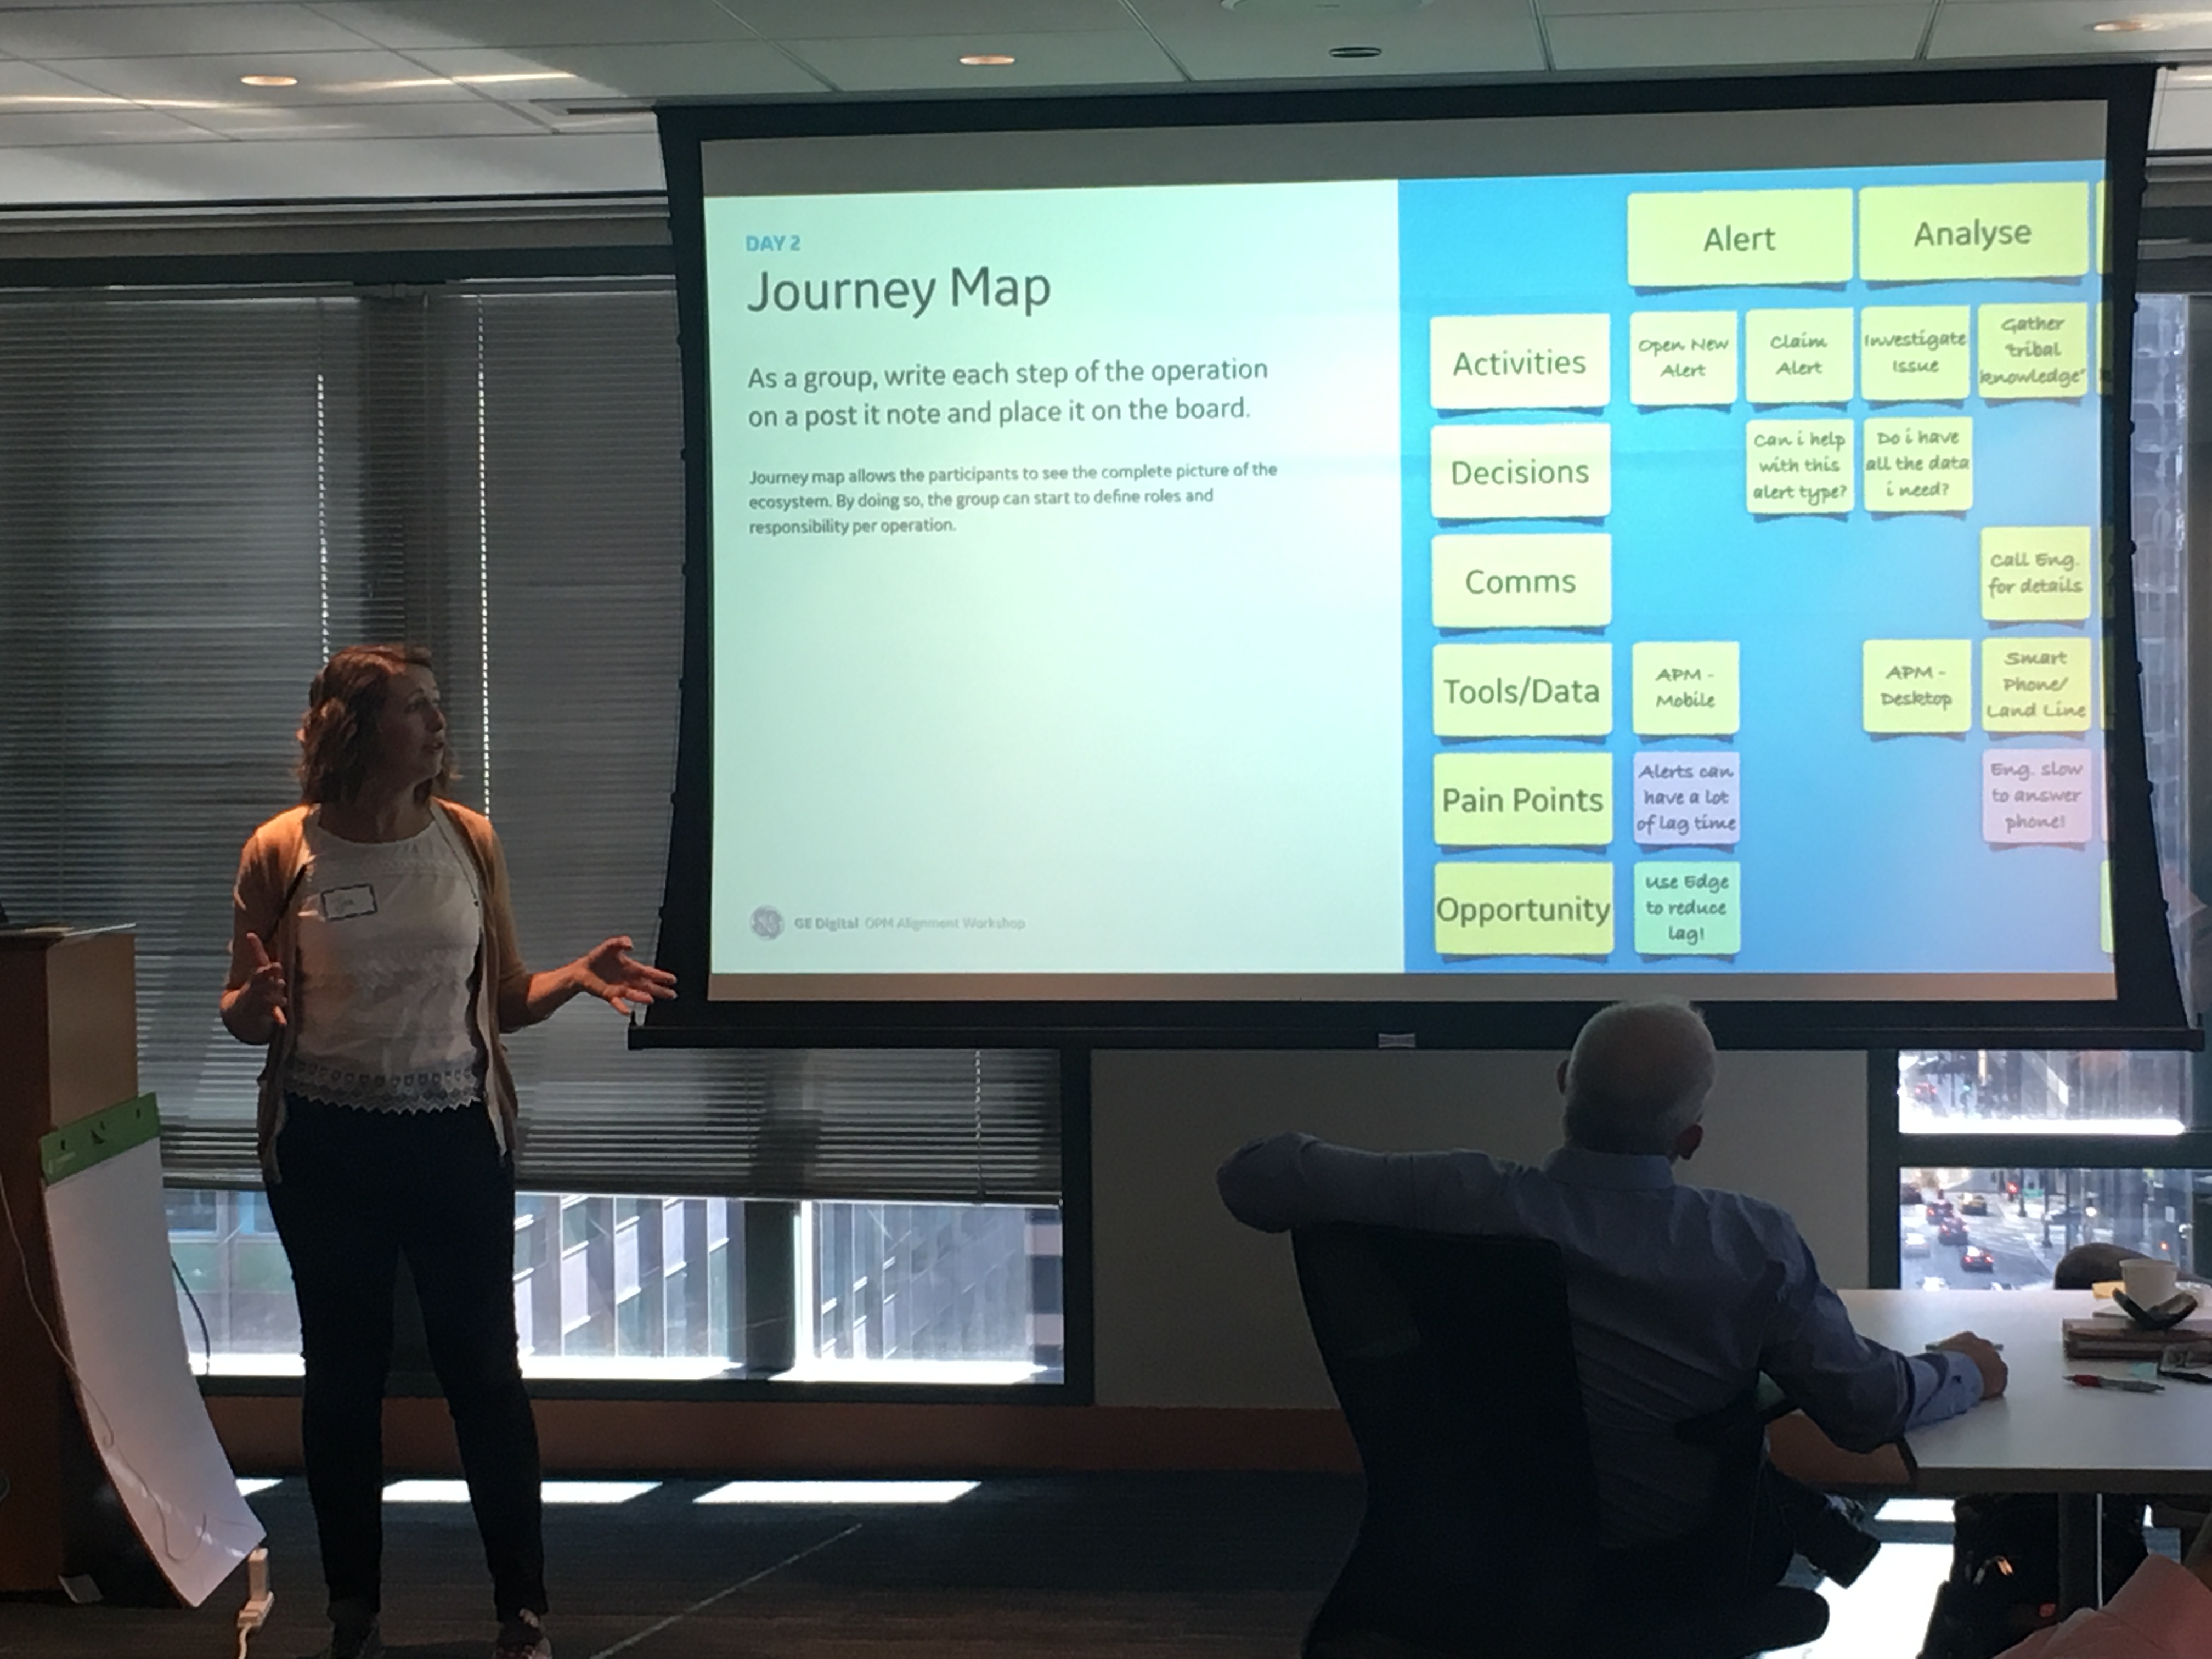 DAY 2
Journey Map
As a group, write each step of the operation
on a post it note and place it on the board.
Journey map allows the participants to see the complete picture of the
ecosystem. By doing so, the group can start to define roles and
responsibility per operation.
GE Digital OPM Alignment Workshop
Alert
Analyse
Activities
Open New
Alert
Claim
Alert
Investigate
Issue
Gather
tribal
knowledge"
Decisions
Can i help
with this
alert type?
Do i have
all the data
i need?
Comms
Call Eng.
for details
Tools/Data
APM -
Mobile
APM -
Desktop
Smart
Phone/
Land Line
Pain Points
Alerts can
have a lot
of lag time
Eng. slow
to answer
phone!
Opportunity
Use Edge
to reduce
lag!